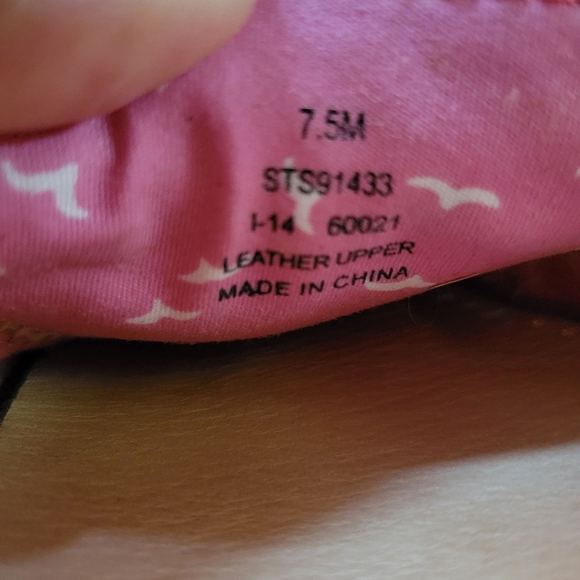 7.5M
STS91433
I-14 60021
LEATHER UPPER
MADE IN CHINA